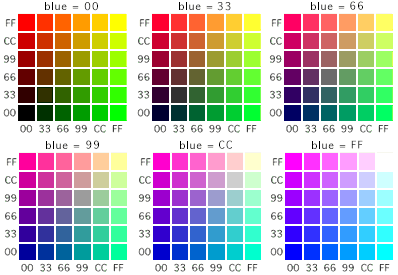 blue = 00 blue = 33 blue = 66
FF FF FF
CC CC CC
99 99 99
66 66 66
33 33 33
00 00 00
00 33 66 99 CC FF 00 33 66 99 CC FF 00 33 66 99 CC FF
blue = 99 blue = CC blue = FF
FF FF FF
CC CC CC
99 99 99
66 66 66
33 33 33
00 00 00
00 33 66 99 CC FF 00 33 66 99 CC FF 00 33 66 99 CC FF